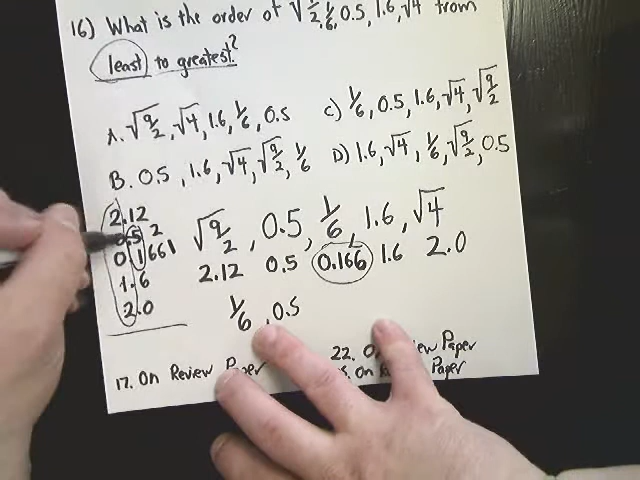 16) What is the order of √9/2, 1/6, 0.5, 1.6, √4 from
least to greatest?
A. √9/2, √4, 1.6, 1/6, 0.5
C) 1/6, 0.5, 1.6, √4, √9/2
B. 0.5, 1.6, √4, √9/2, 1/6
D) 1.6, √4, 1/6, √9/2, 0.5
2.12
0.5
0.1661
1.6
2.0
√9/2, 0.5, 1/6, 1.6, √4
2.12 0.5 0.166 1.6 2.0
1/6, 0.5
17. On Review Paper
22. On Review Paper
On Paper